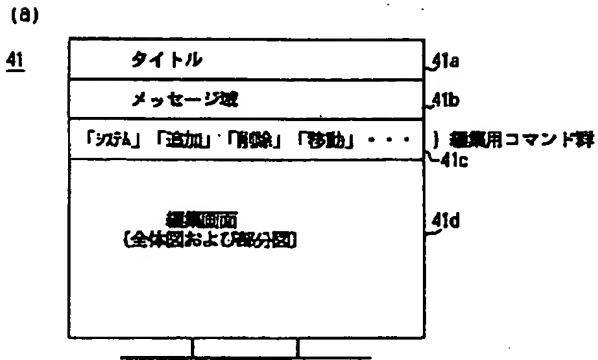 (a)
41
タイトル 41a
メッセージ域 41b
「システム」「追加」「削除」「移動」・・・ } 編集用コマンド群
41c
編集画面 41d
(全体図および部分図)